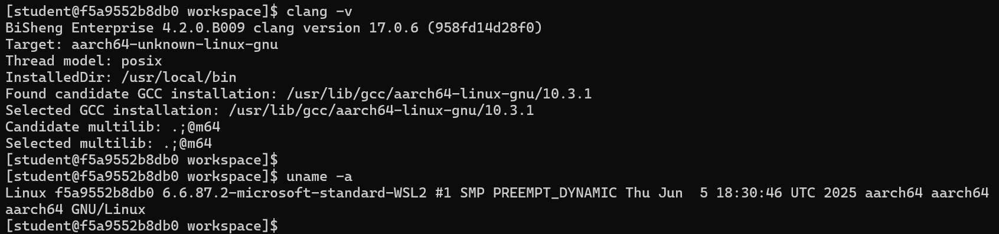 [student@f5a9552b8db0 workspace]$ clang -v
BiSheng Enterprise 4.2.0.B009 clang version 17.0.6 (958fd14d28f0)
Target: aarch64-unknown-linux-gnu
Thread model: posix
InstalledDir: /usr/local/bin
Found candidate GCC installation: /usr/lib/gcc/aarch64-linux-gnu/10.3.1
Selected GCC installation: /usr/lib/gcc/aarch64-linux-gnu/10.3.1
Candidate multilib: .;@m64
Selected multilib: .;@m64
[student@f5a9552b8db0 workspace]$
[student@f5a9552b8db0 workspace]$ uname -a
Linux f5a9552b8db0 6.6.87.2-microsoft-standard-WSL2 #1 SMP PREEMPT_DYNAMIC Thu Jun  5 18:30:46 UTC 2025 aarch64 aarch64
aarch64 GNU/Linux
[student@f5a9552b8db0 workspace]$